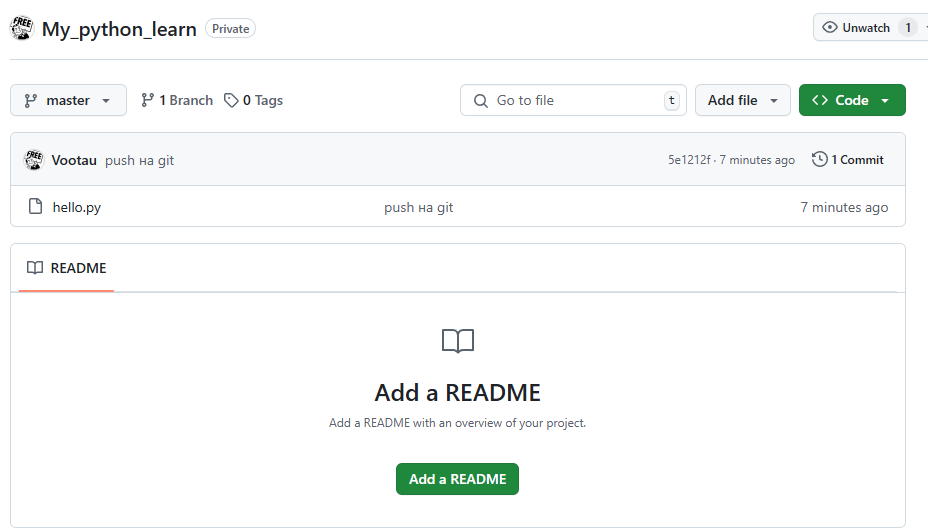 FREE My_python_learn Private Unwatch 1
master 1 Branch 0 Tags Go to file t Add file Code
FREE Vootau push на git 5e1212f · 7 minutes ago 1 Commit
hello.py push на git 7 minutes ago
README
Add a README
Add a README with an overview of your project.
Add a README